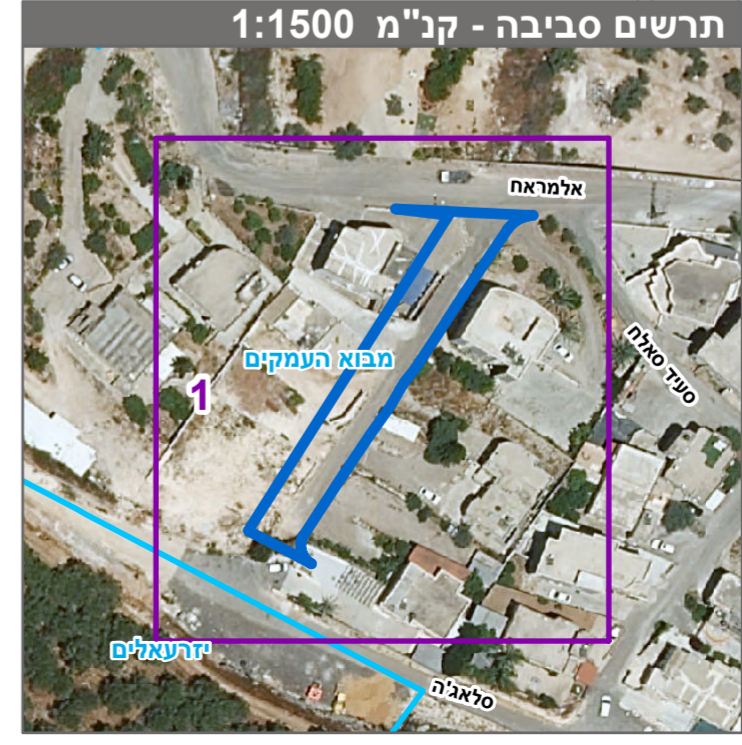 תרשים סביבה - קנ"מ 1:1500
אלמראח
סעיד סאלח
מבוא העמקים
1
יזרעאלים
סלאג'ה